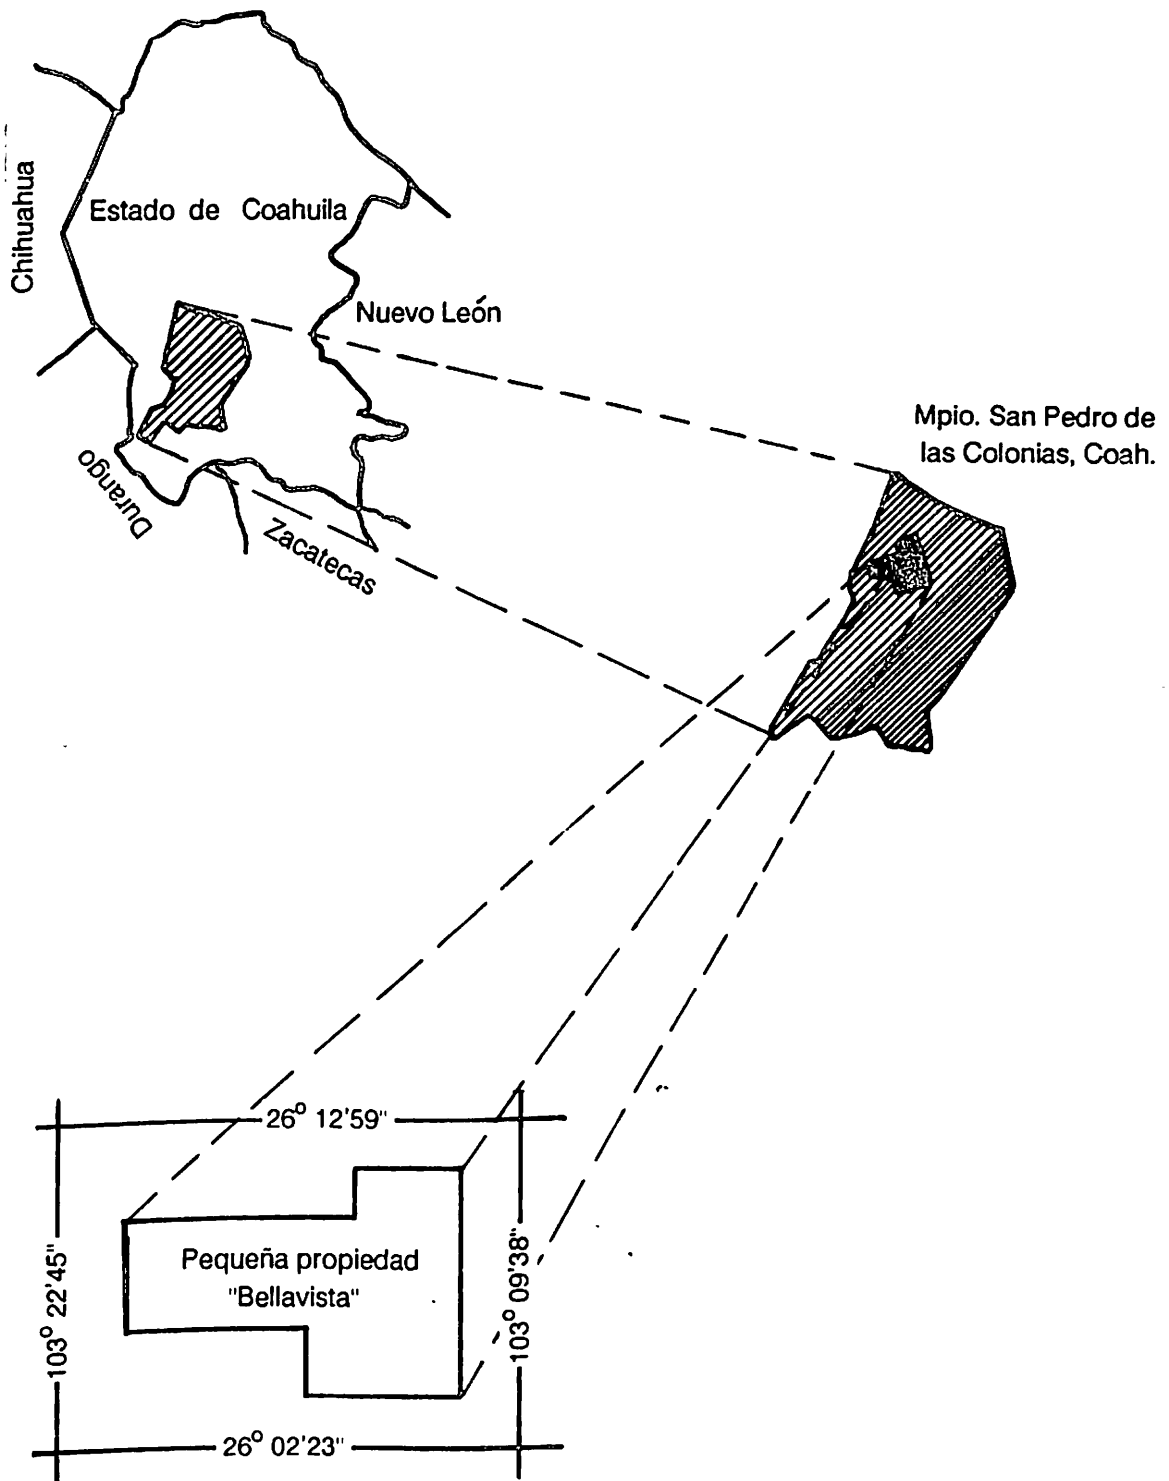 Chihuahua
Estado de Coahuila
Nuevo León
Mpio. San Pedro de
las Colonias, Coah.
Durango
Zacatecas
26° 12'59"
103° 22'45"
Pequeña propiedad
"Bellavista"
103° 09'38"
26° 02'23"